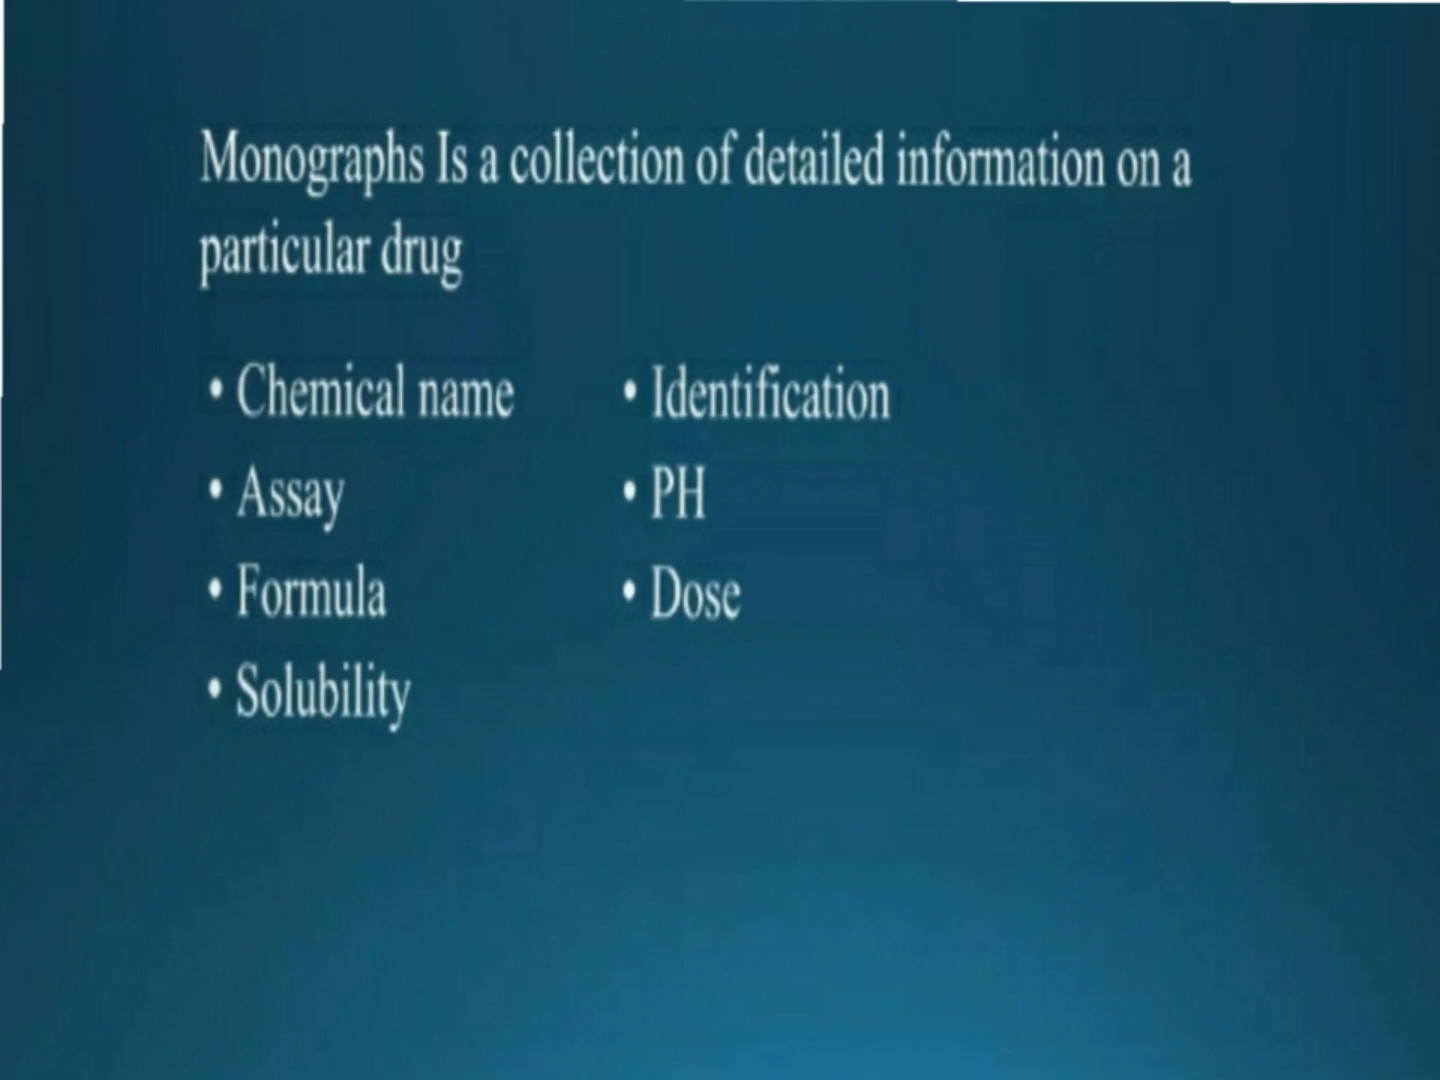 Monographs Is a collection of detailed information on a
particular drug
• Chemical name
• Assay
• Formula
• Solubility
• Identification
• PH
• Dose